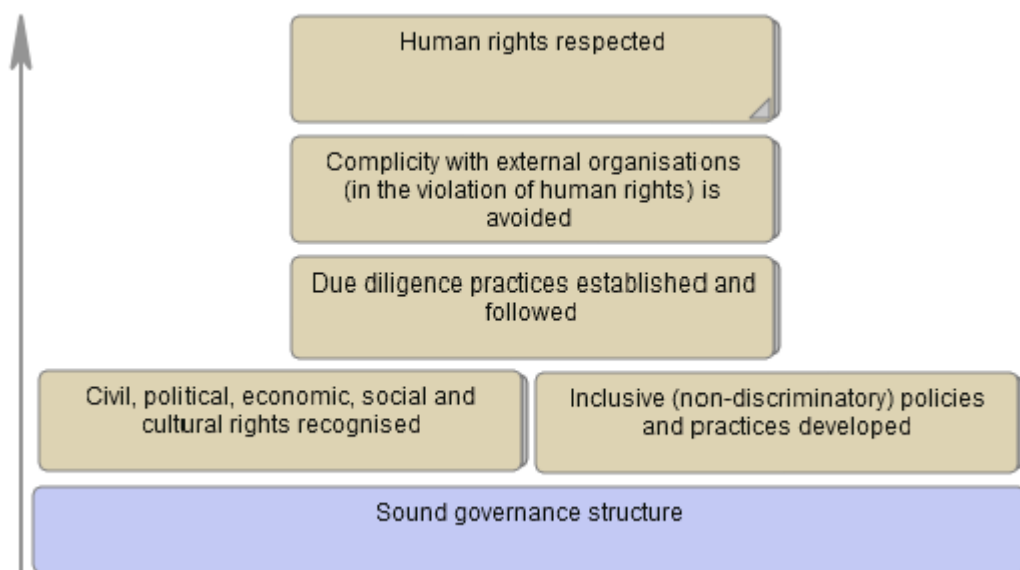 Human rights respected
Complicity with external organisations
(in the violation of human rights) is
avoided
Due diligence practices established and
followed
Civil, political, economic, social and
cultural rights recognised
Inclusive (non-discriminatory) policies
and practices developed
Sound governance structure